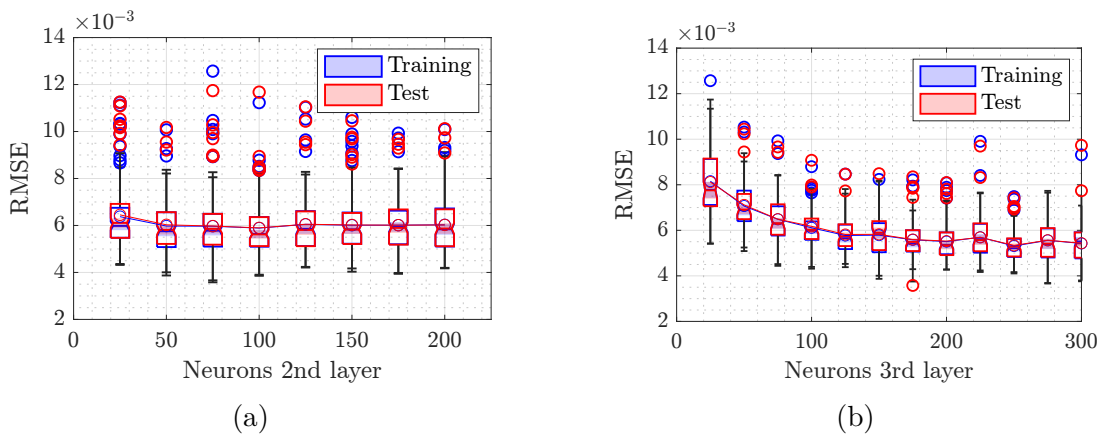 ×10⁻³
14
12
10
8
6
4
2
RMSE
0 50 100 150 200
Neurons 2nd layer
Training
Test
(a)
×10⁻³
14
12
10
8
6
4
2
RMSE
0 100 200 300
Neurons 3rd layer
Training
Test
(b)